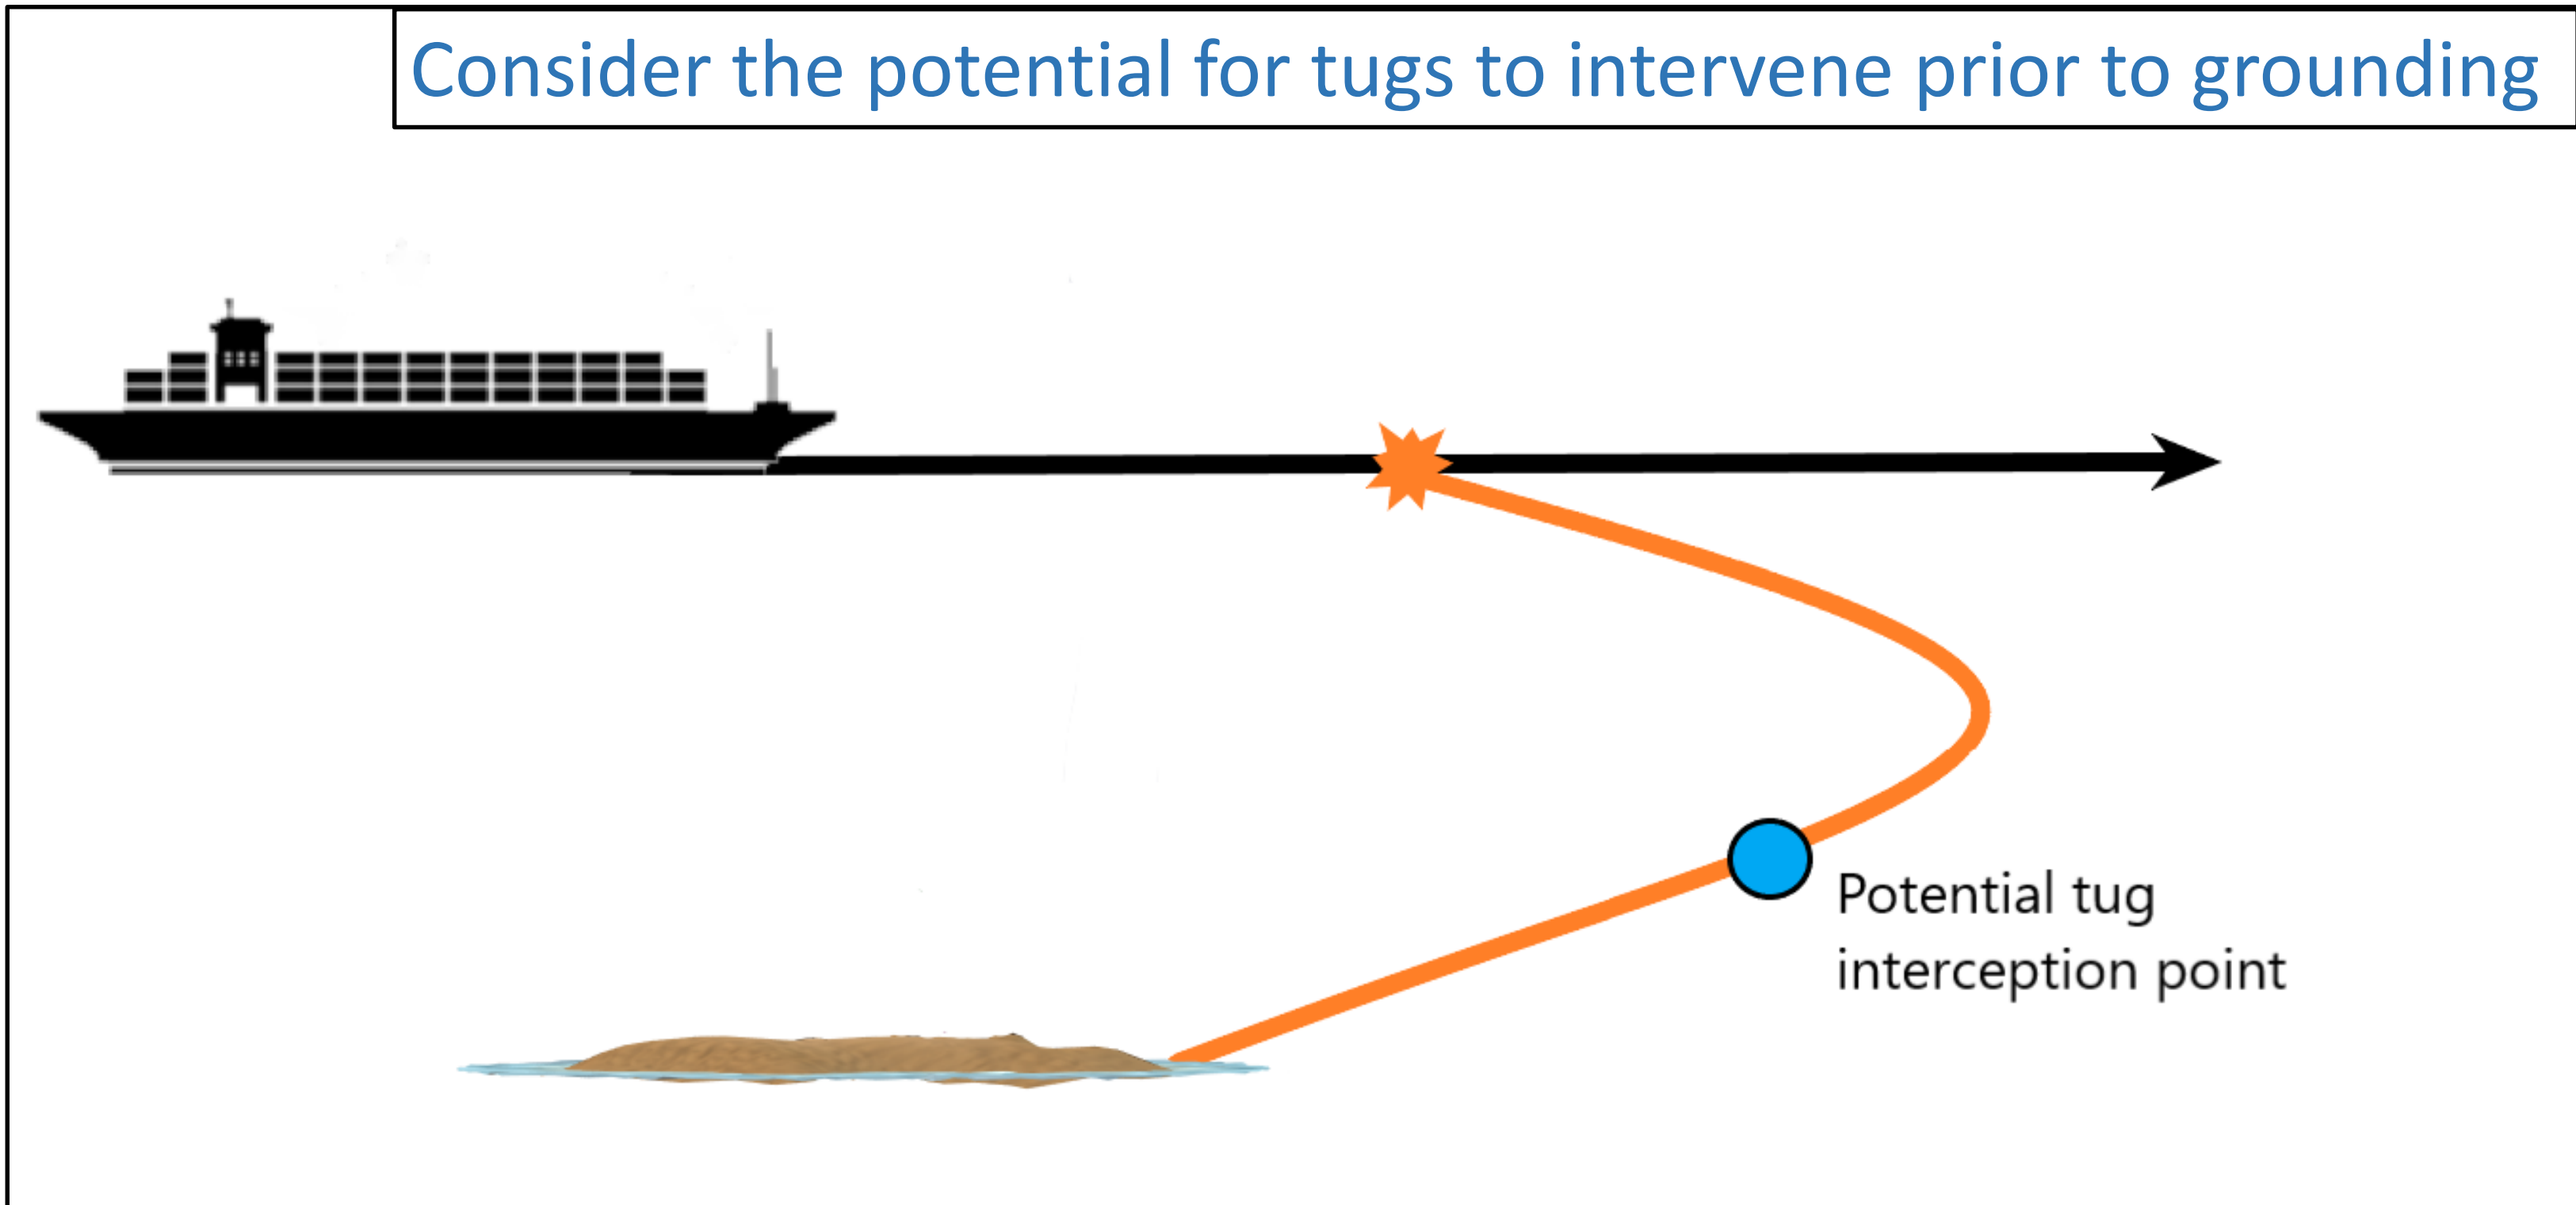 Consider the potential for tugs to intervene prior to grounding
Potential tug
interception point